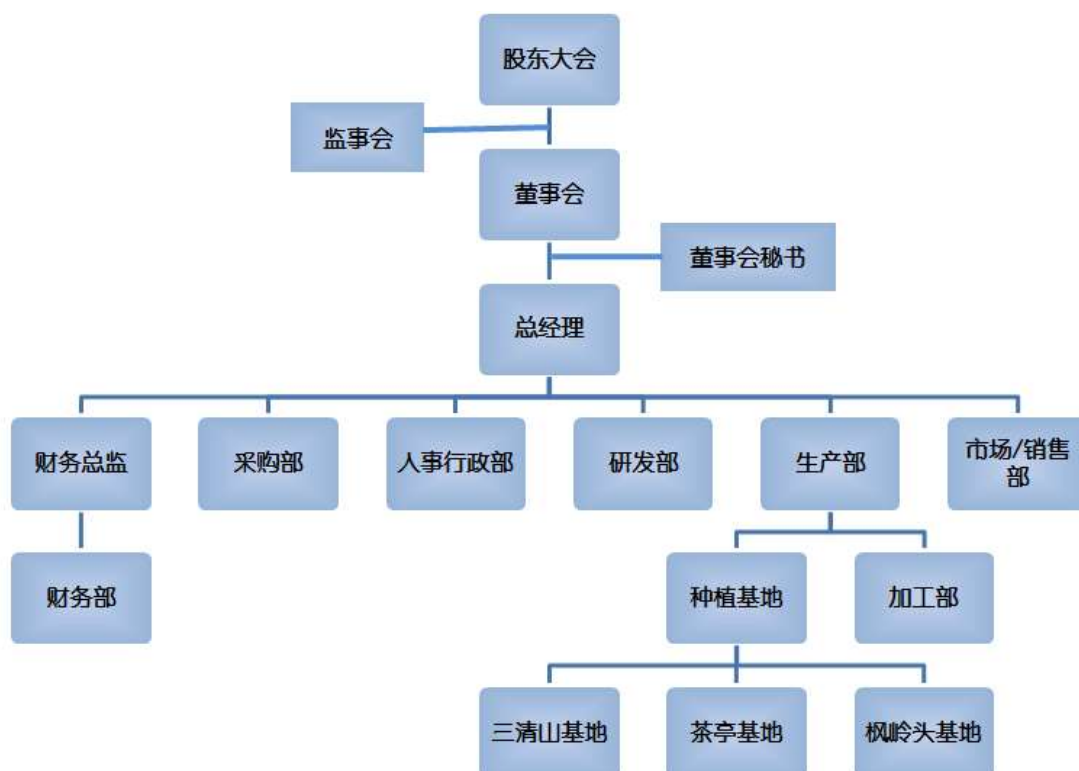 股东大会
监事会
董事会
董事会秘书
总经理
财务总监
采购部
人事行政部
研发部
生产部
市场/销售
部
财务部
种植基地
加工部
三清山基地
茶亭基地
枫岭头基地